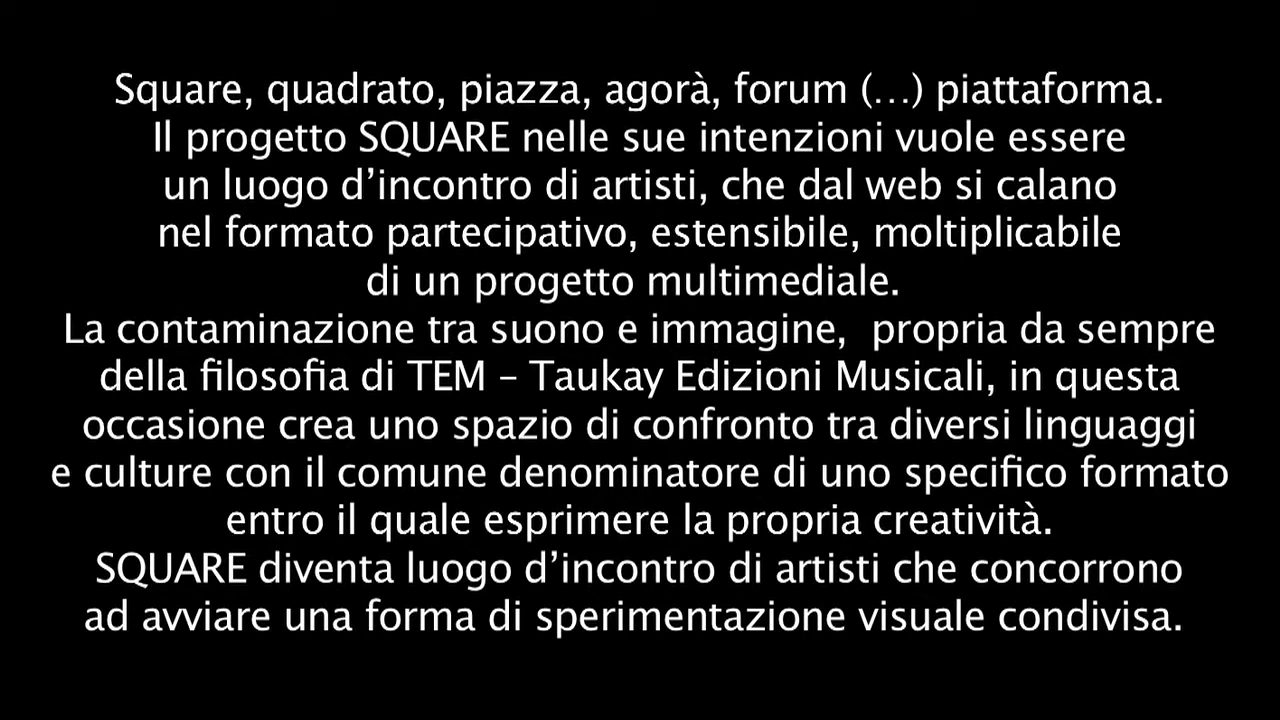 Square, quadrato, piazza, agorà, forum (...) piattaforma.
Il progetto SQUARE nelle sue intenzioni vuole essere
un luogo d’incontro di artisti, che dal web si calano
nel formato partecipativo, estensibile, moltiplicabile
di un progetto multimediale.
La contaminazione tra suono e immagine, propria da sempre
della filosofia di TEM – Taukay Edizioni Musicali, in questa
occasione crea uno spazio di confronto tra diversi linguaggi
e culture con il comune denominatore di uno specifico formato
entro il quale esprimere la propria creatività.
SQUARE diventa luogo d’incontro di artisti che concorrono
ad avviare una forma di sperimentazione visuale condivisa.